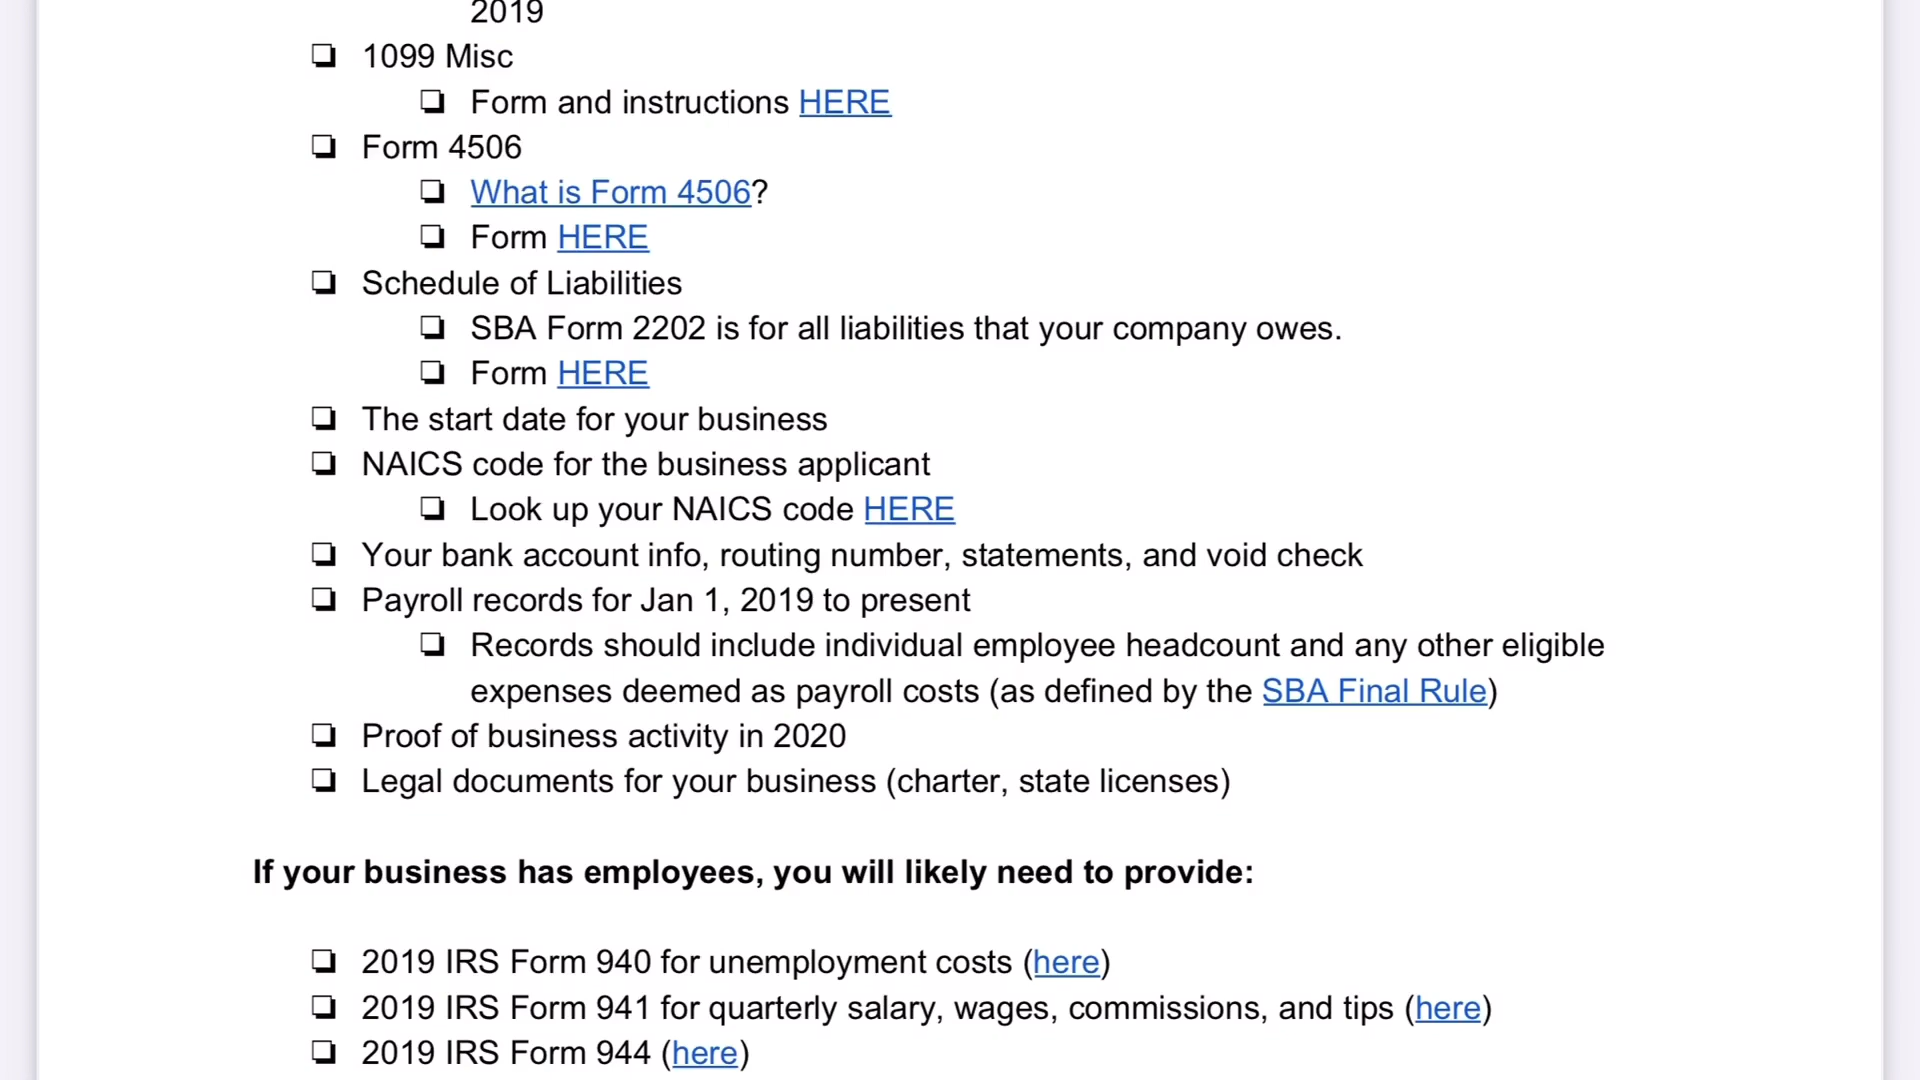 2019
❏ 1099 Misc
❏ Form and instructions HERE
❏ Form 4506
❏ What is Form 4506?
❏ Form HERE
❏ Schedule of Liabilities
❏ SBA Form 2202 is for all liabilities that your company owes.
❏ Form HERE
❏ The start date for your business
❏ NAICS code for the business applicant
❏ Look up your NAICS code HERE
❏ Your bank account info, routing number, statements, and void check
❏ Payroll records for Jan 1, 2019 to present
❏ Records should include individual employee headcount and any other eligible
expenses deemed as payroll costs (as defined by the SBA Final Rule)
❏ Proof of business activity in 2020
❏ Legal documents for your business (charter, state licenses)
If your business has employees, you will likely need to provide:
❏ 2019 IRS Form 940 for unemployment costs (here)
❏ 2019 IRS Form 941 for quarterly salary, wages, commissions, and tips (here)
❏ 2019 IRS Form 944 (here)